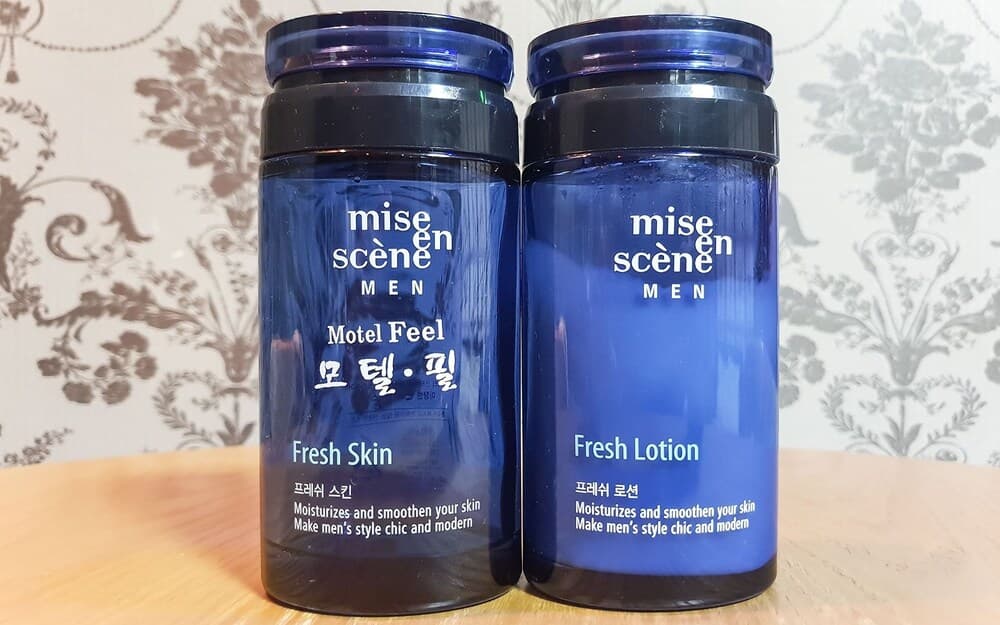 mise
en
scène
MEN
Motel Feel
모텔·필
Fresh Skin
프레쉬 스킨
Moisturizes and smoothen your skin
Make men's style chic and modern
mise
en
scène
MEN
Fresh Lotion
프레쉬 로션
Moisturizes and smoothen your skin
Make men's style chic and modern